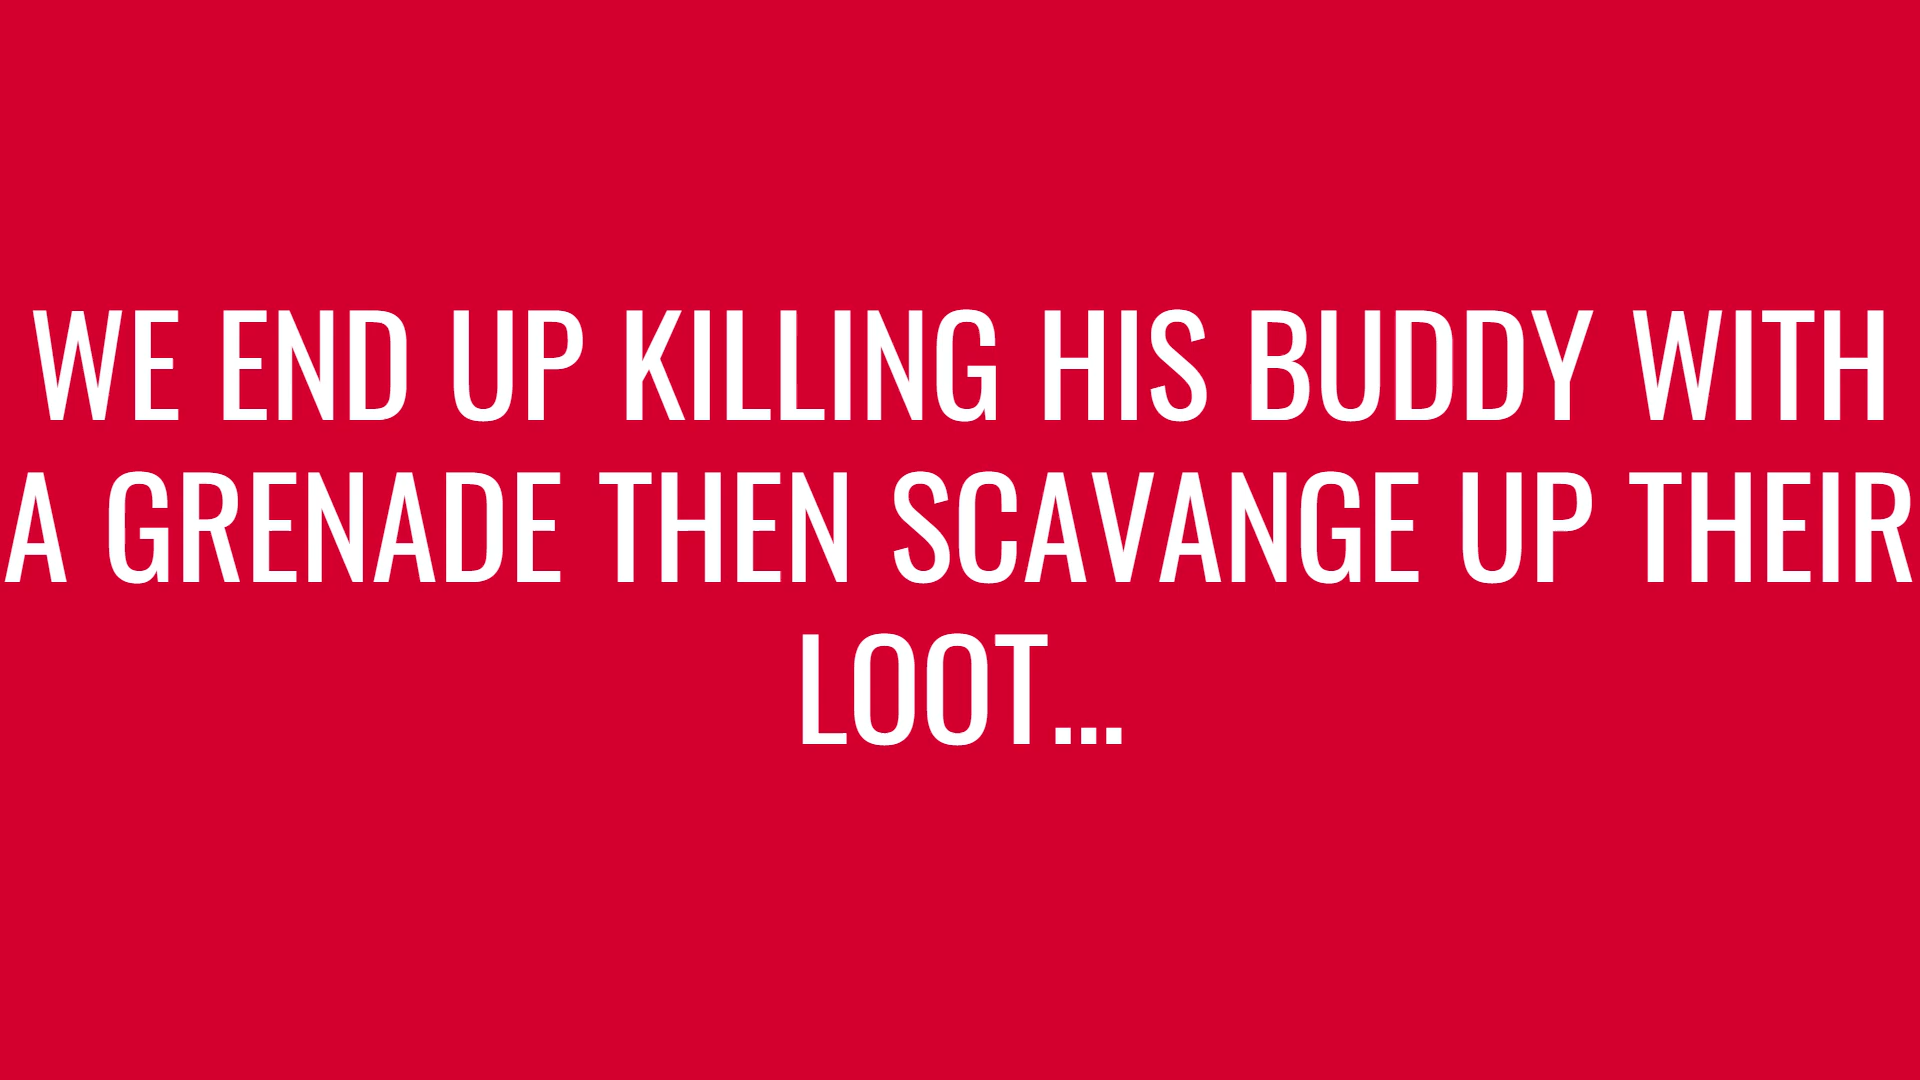 WE END UP KILLING HIS BUDDY WITH
A GRENADE THEN SCAVANGE UP THEIR
LOOT...